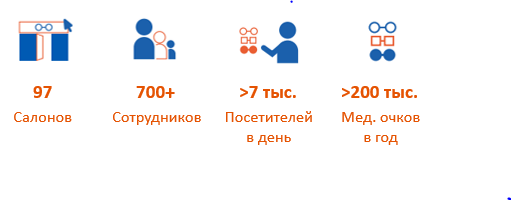 97
Салонов
700+
Сотрудников
>7 тыс.
Посетителей
в день
>200 тыс.
Мед. очков
в год